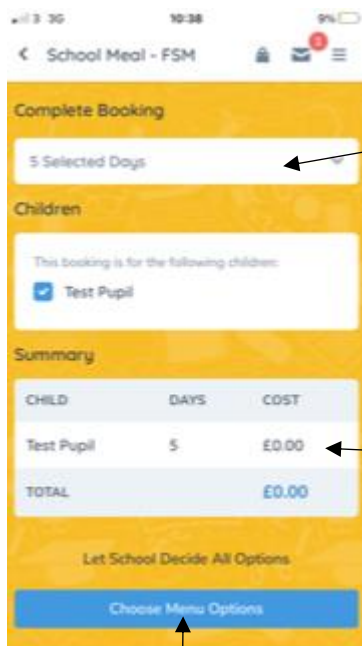 3 3G 10:38 9%
School Meal - FSM 1
Complete Booking
5 Selected Days
Children
This booking is for the following children:
Test Pupil
Summary
CHILD DAYS COST
Test Pupil 5 £0.00
TOTAL £0.00
Let School Decide All Options
Choose Menu Options